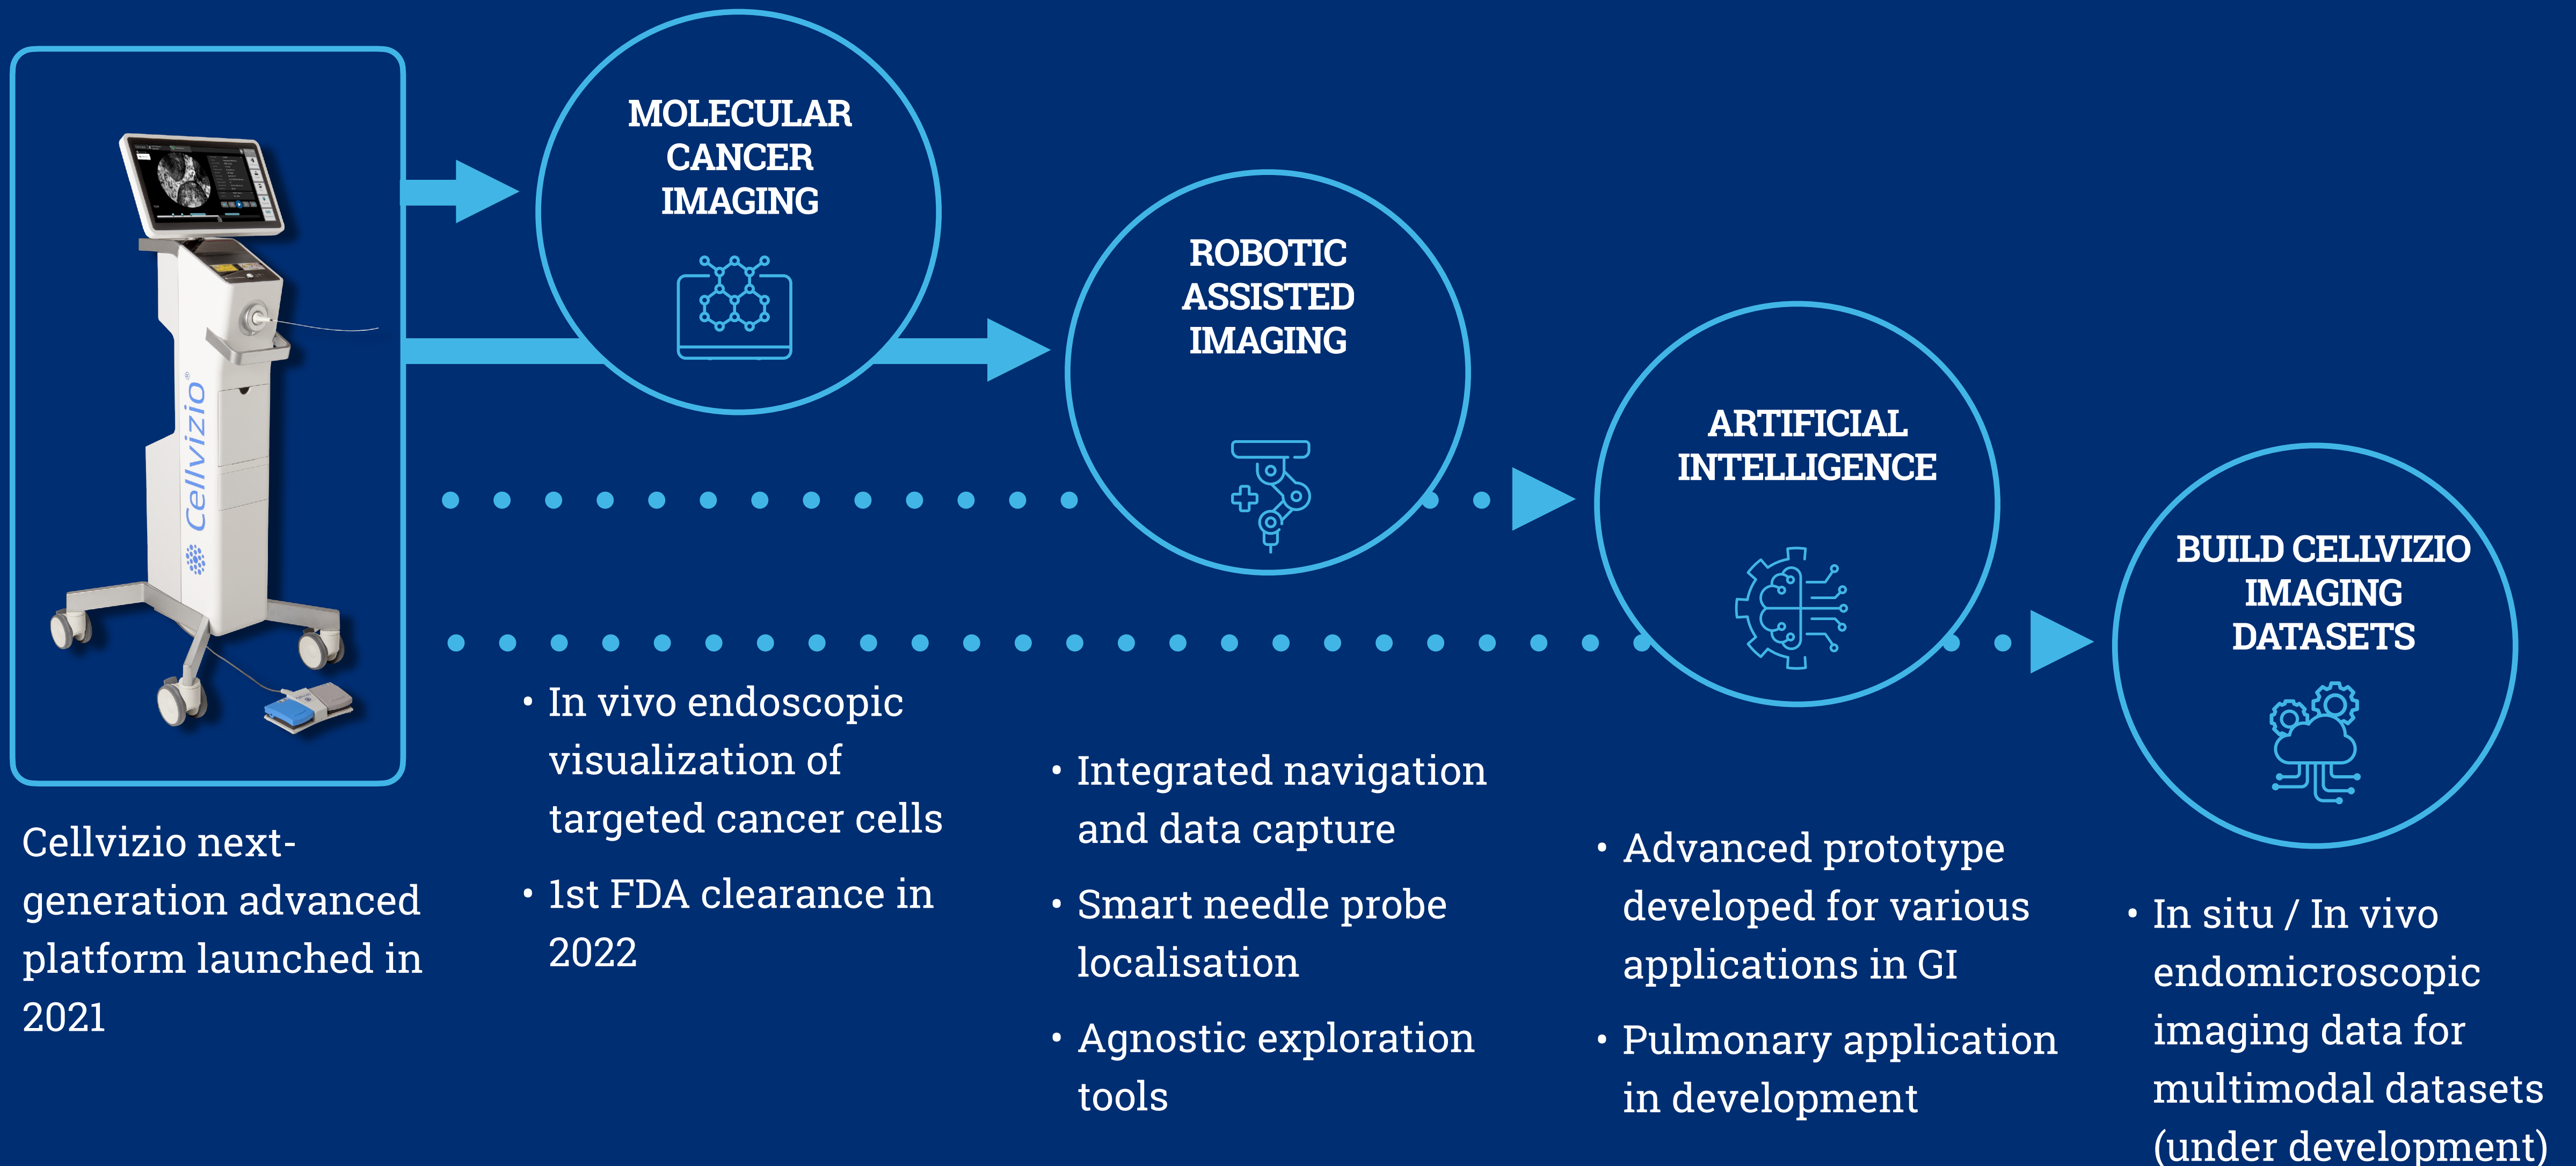 Cellvizio®
Cellvizio next-
generation advanced
platform launched in
2021
MOLECULAR
CANCER
IMAGING
• In vivo endoscopic
visualization of
targeted cancer cells
• 1st FDA clearance in
2022
ROBOTIC
ASSISTED
IMAGING
• Integrated navigation
and data capture
• Smart needle probe
localisation
• Agnostic exploration
tools
ARTIFICIAL
INTELLIGENCE
• Advanced prototype
developed for various
applications in GI
• Pulmonary application
in development
BUILD CELLVIZIO
IMAGING
DATASETS
• In situ / In vivo
endomicroscopic
imaging data for
multimodal datasets
(under development)